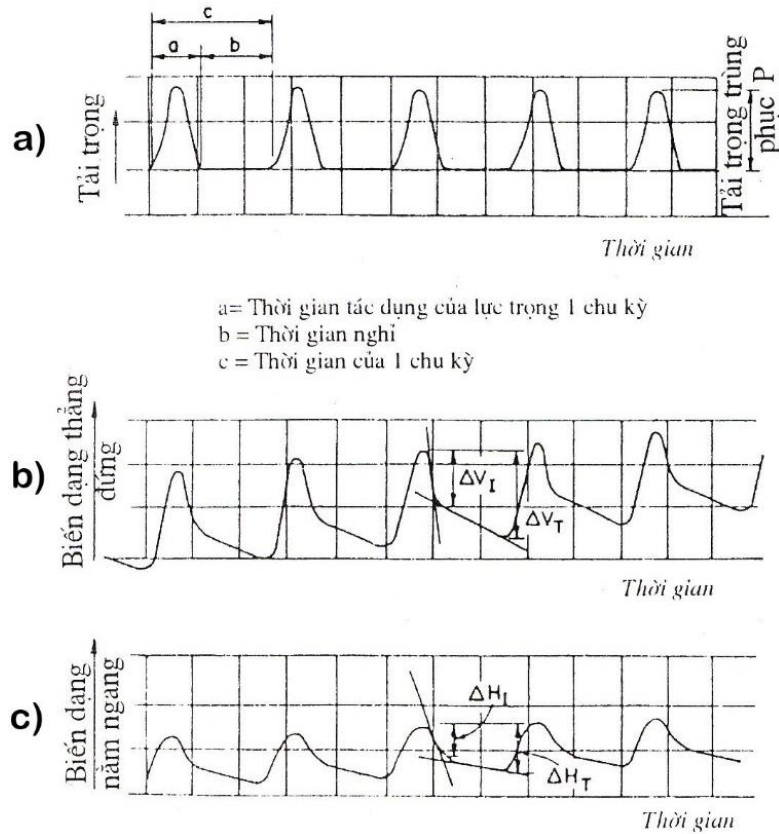 c
a b
a)
Tải trọng
Tải trọng trùng
phục P
Thời gian
a= Thời gian tác dụng của lực trọng 1 chu kỳ
b = Thời gian nghỉ
c = Thời gian của 1 chu kỳ
b)
Biến dạng thẳng
đứng
ΔV_I
ΔV_T
Thời gian
c)
Biến dạng
nằm ngang
ΔH_I
ΔH_T
Thời gian